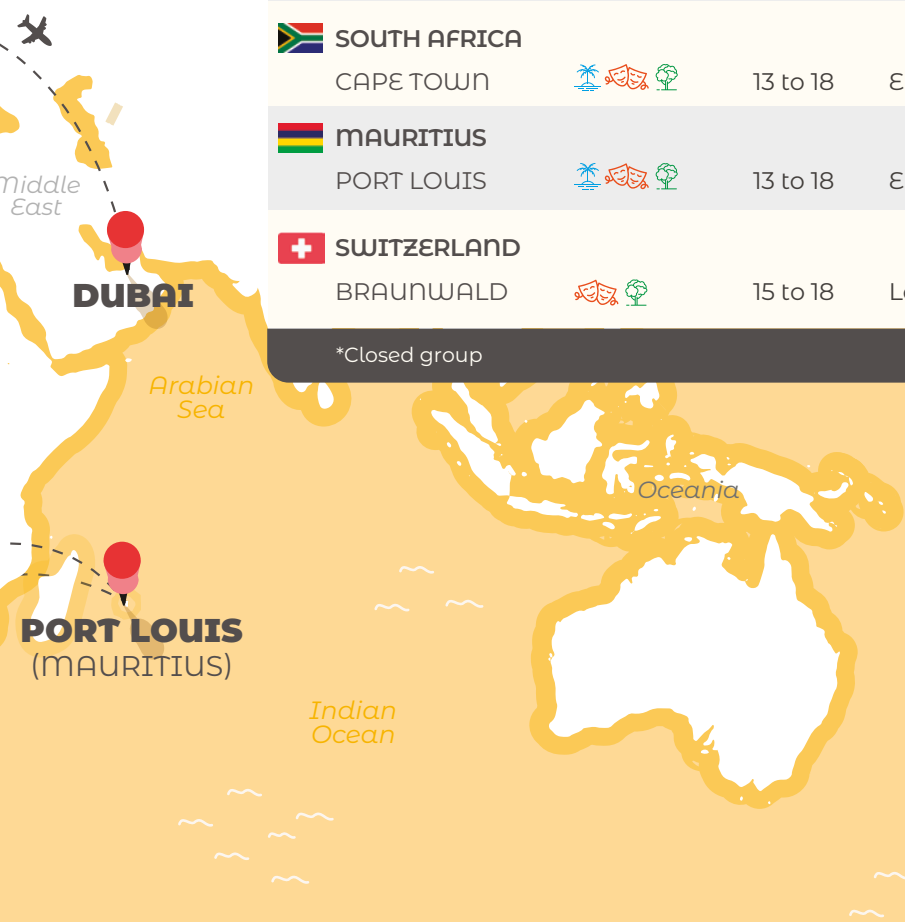 SOUTH AFRICA
CAPE TOWN 13 to 18 E
MAURITIUS
PORT LOUIS 13 to 18 E
SWITZERLAND
BRAUNWALD 15 to 18
*Closed group
Middle
East
DUBAI
Arabian
Sea
Oceania
PORT LOUIS
(MAURITIUS)
Indian
Ocean